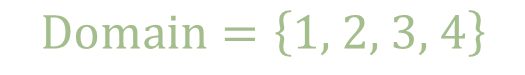 Domain = {1, 2, 3, 4}